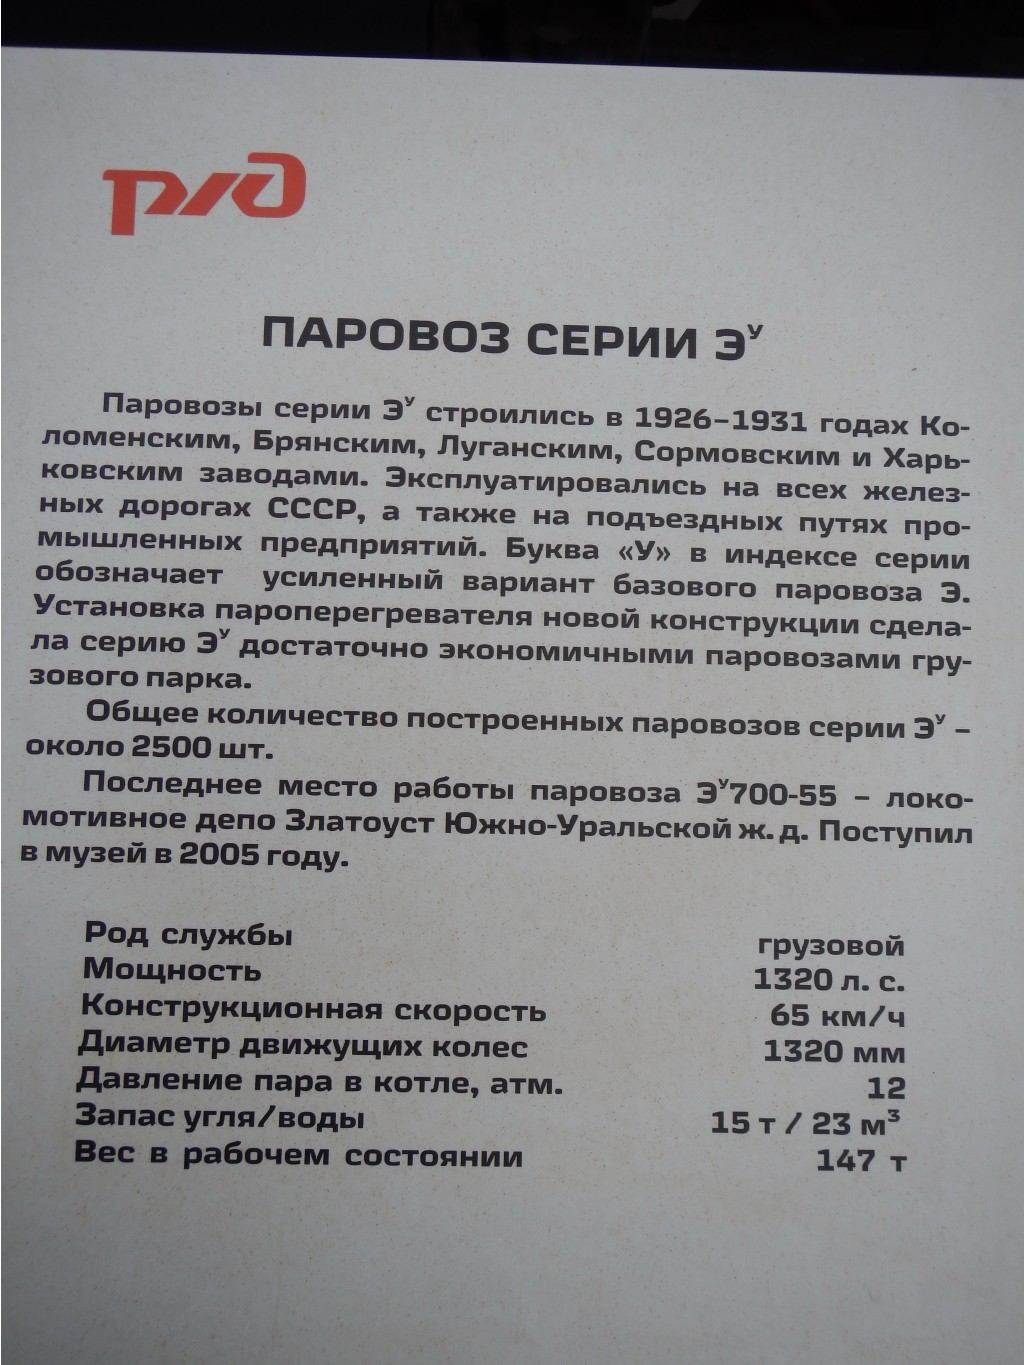 РЖД
ПАРОВОЗ СЕРИИ Эᵁ
Паровозы серии Эᵁ строились в 1926–1931 годах Ко-
ломенским, Брянским, Луганским, Сормовским и Харь-
ковским заводами. Эксплуатировались на всех желез-
ных дорогах СССР, а также на подъездных путях про-
мышленных предприятий. Буква «У» в индексе серии
обозначает усиленный вариант базового паровоза Э.
Установка пароперегревателя новой конструкции сдела-
ла серию Эᵁ достаточно экономичными паровозами гру-
зового парка.
Общее количество построенных паровозов серии Эᵁ –
около 2500 шт.
Последнее место работы паровоза Эᵁ700-55 – локо-
мотивное депо Златоуст Южно-Уральской ж. д. Поступил
в музей в 2005 году.
Род службы грузовой
Мощность 1320 л. с.
Конструкционная скорость 65 км/ч
Диаметр движущих колес 1320 мм
Давление пара в котле, атм. 12
Запас угля/воды 15 т / 23 м³
Вес в рабочем состоянии 147 т